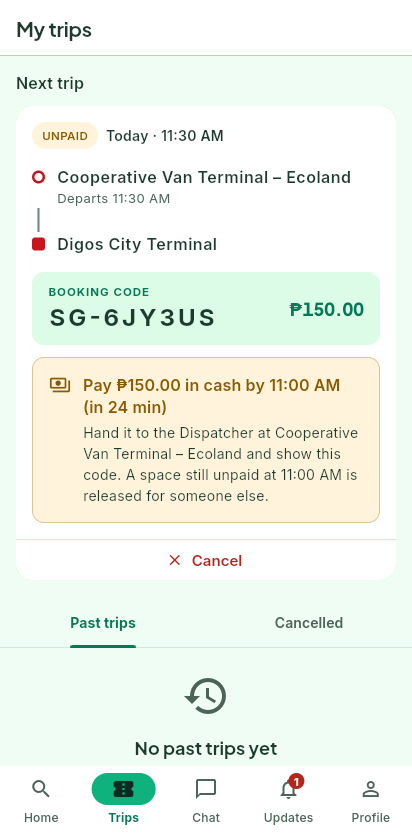 My trips
Next trip
UNPAID Today · 11:30 AM
Cooperative Van Terminal – Ecoland
Departs 11:30 AM
Digos City Terminal
BOOKING CODE
SG-6JY3US
₱150.00
Pay ₱150.00 in cash by 11:00 AM
(in 24 min)
Hand it to the Dispatcher at Cooperative
Van Terminal – Ecoland and show this
code. A space still unpaid at 11:00 AM is
released for someone else.
Cancel
Past trips Cancelled
No past trips yet
1
Home Trips Chat Updates Profile